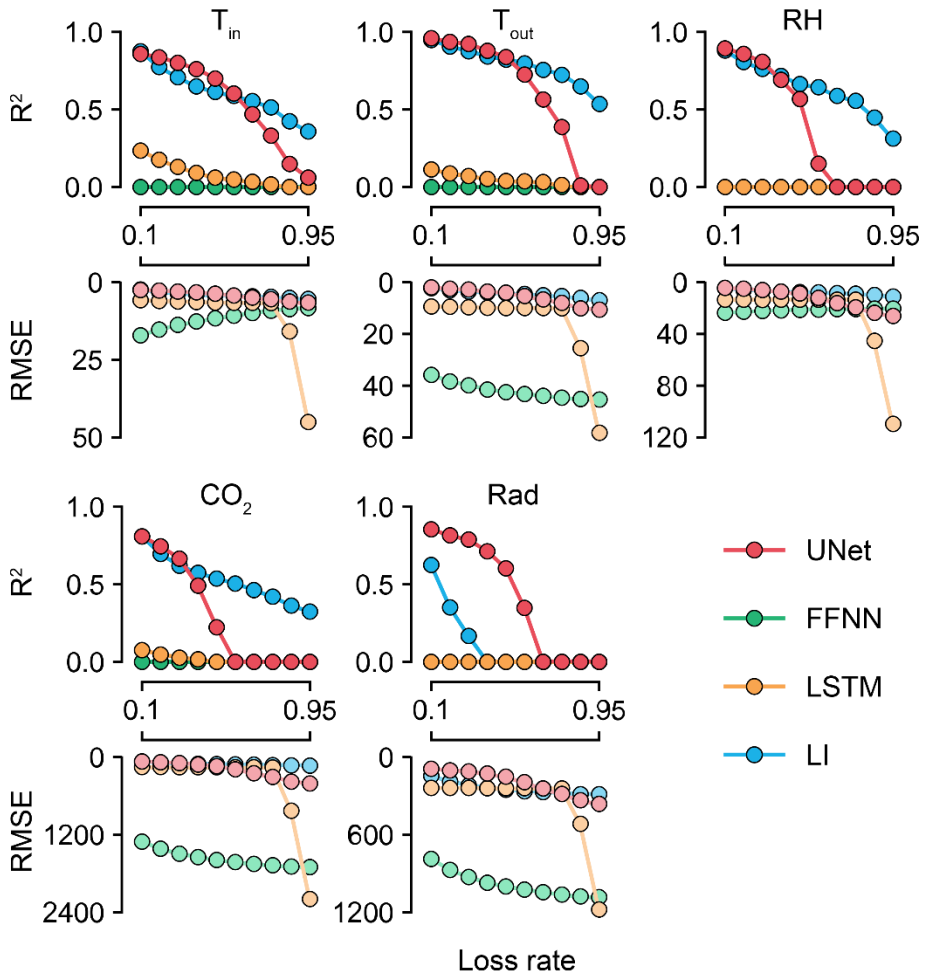 T_in T_out RH
1.0 1.0 1.0
R² 0.5 0.5 0.5
0.0 0.0 0.0
0.1 0.95 0.1 0.95 0.1 0.95
0 0 0
RMSE 25 20 40
40 80
50 60 120
CO₂ Rad
1.0 1.0
R² 0.5 0.5
0.0 0.0
0.1 0.95 0.1 0.95
0 0
RMSE 1200 600
2400 1200
UNet
FFNN
LSTM
LI
Loss rate